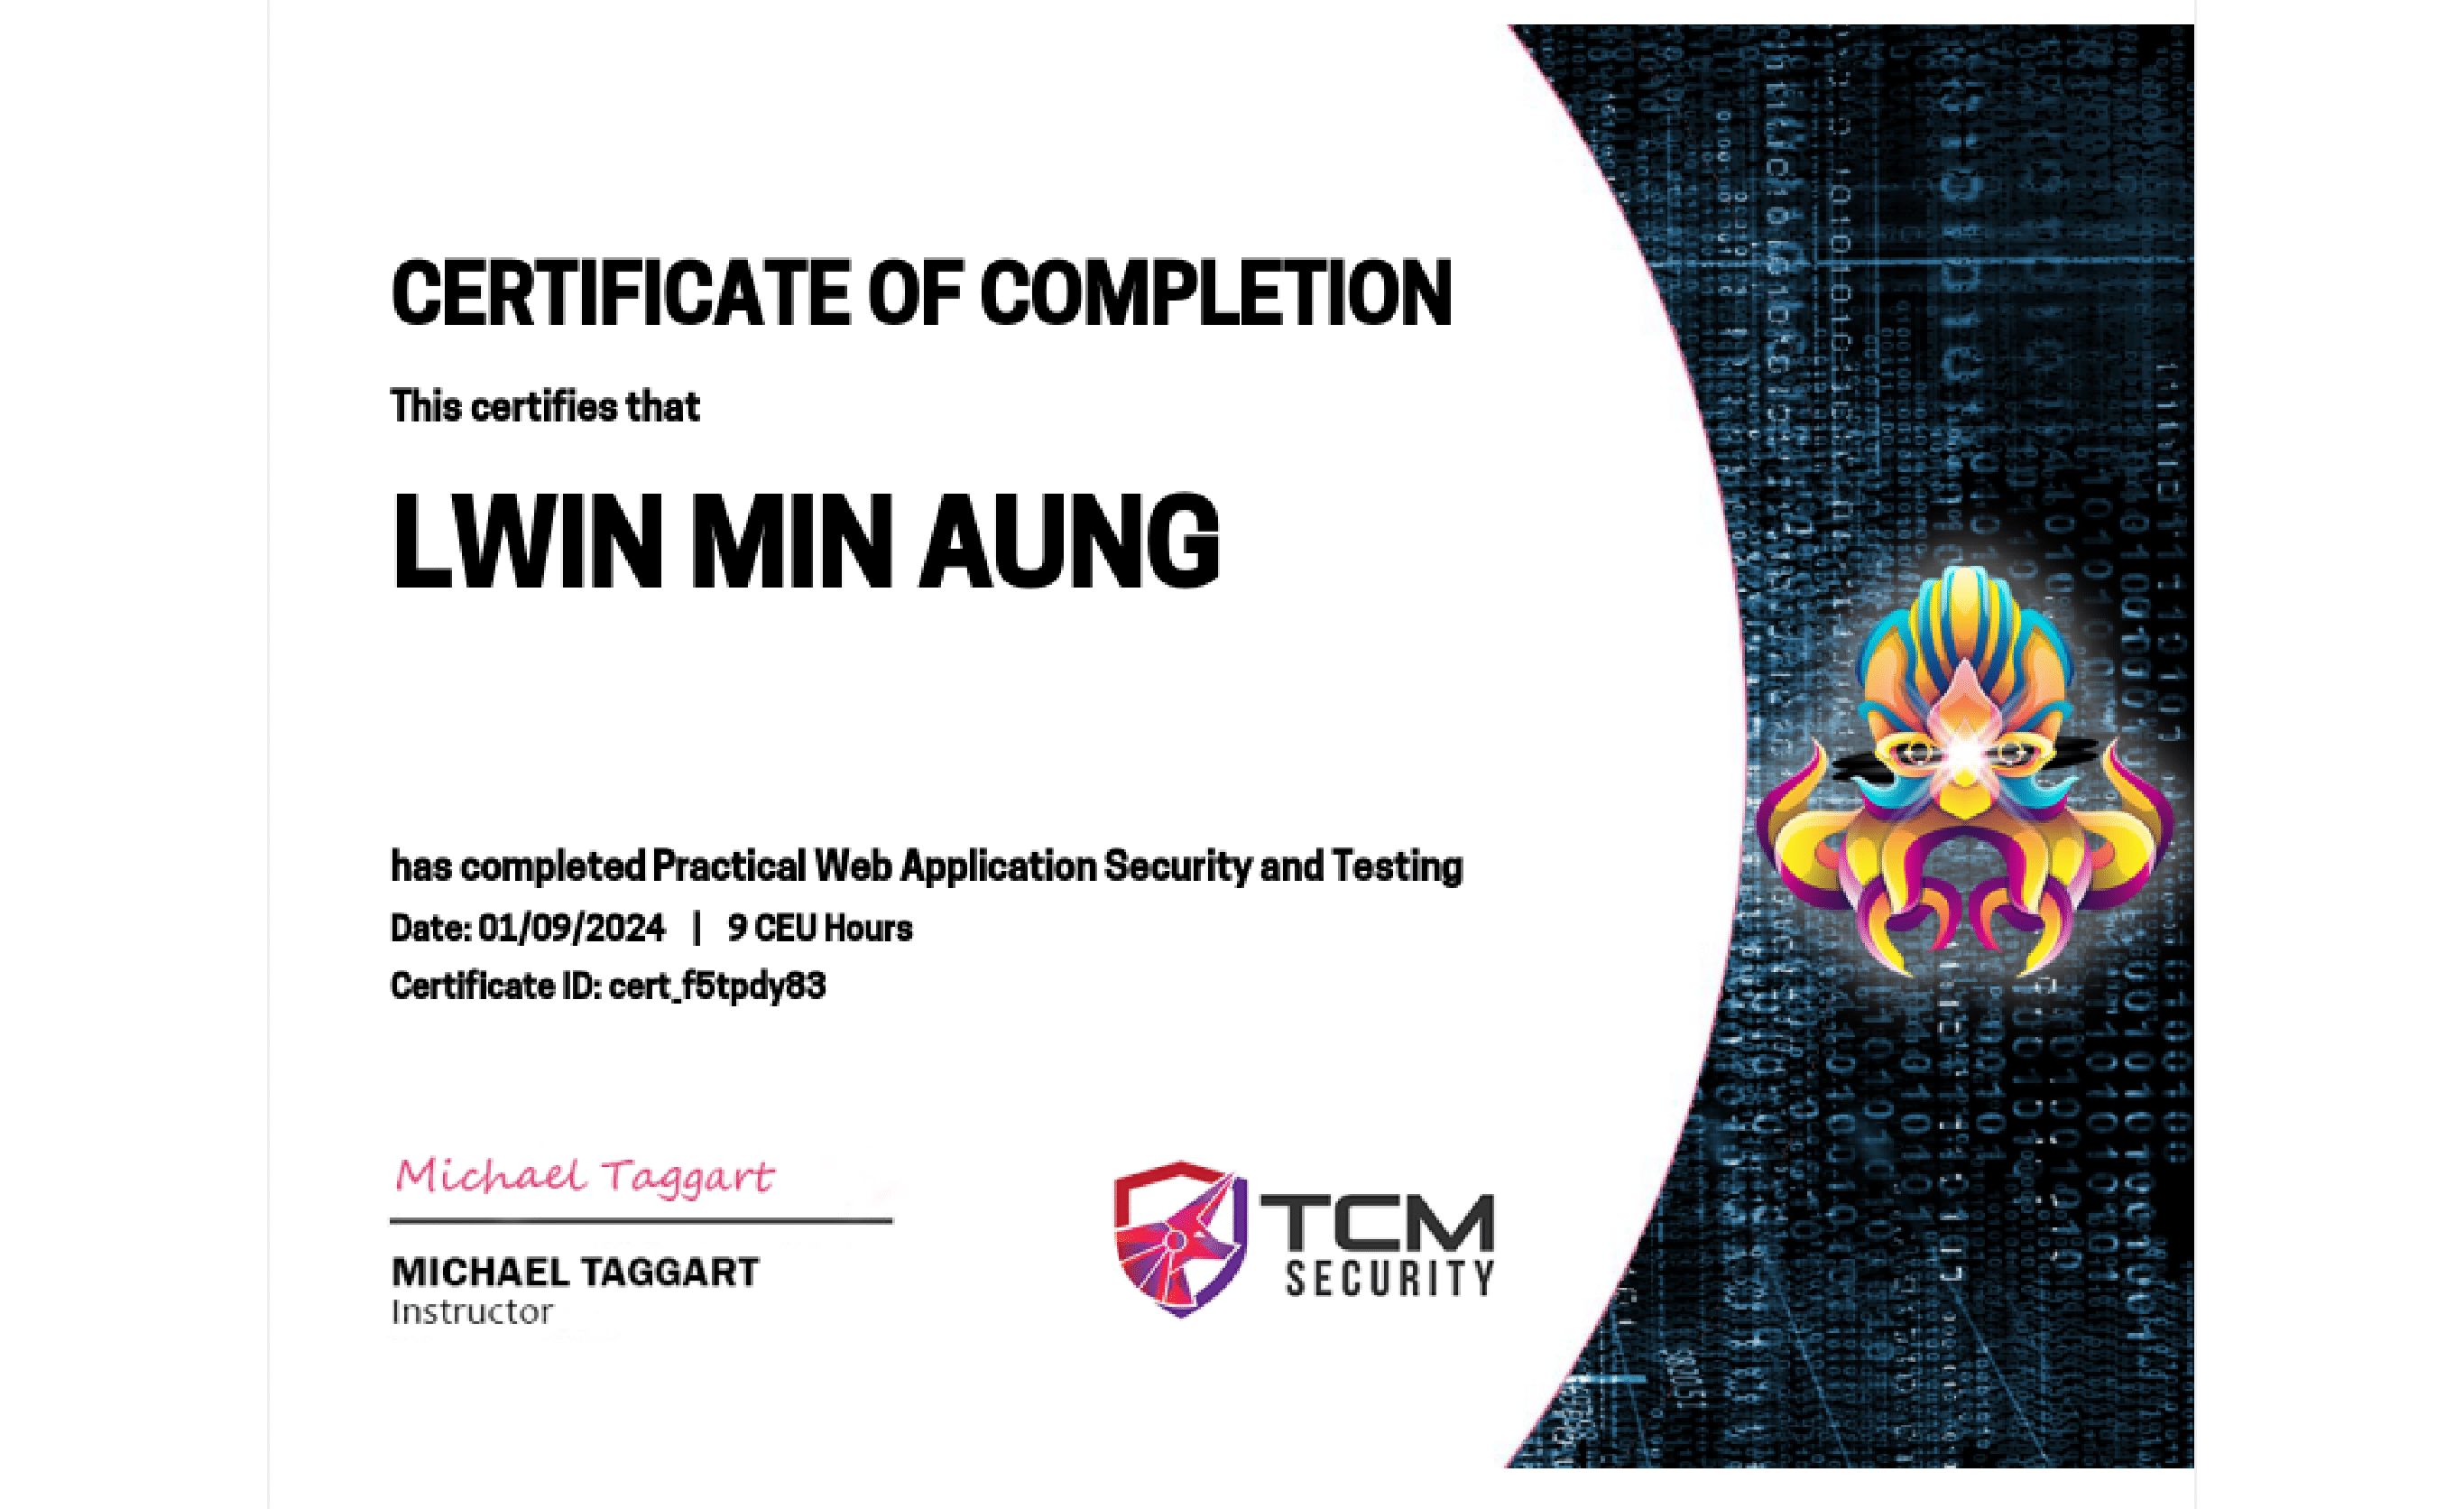 CERTIFICATE OF COMPLETION
This certifies that
LWIN MIN AUNG
has completed Practical Web Application Security and Testing
Date: 01/09/2024 | 9 CEU Hours
Certificate ID: cert_f5tpdy83
Michael Taggart
MICHAEL TAGGART
Instructor
TCM
SECURITY